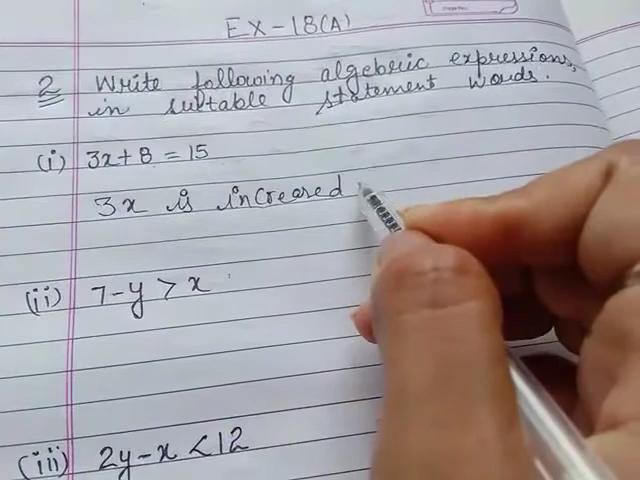 EX-18(A)
2 Write following algeberic expressions,
in suitable statement words.
(i) 3x+8 = 15
3x is increased
(ii) 7-y > x
(iii) 2y-x < 12